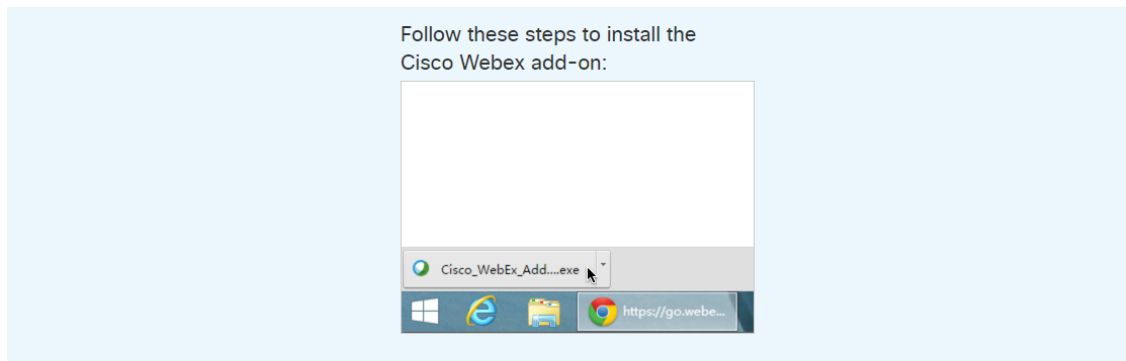 Follow these steps to install the
Cisco Webex add-on:
Cisco_WebEx_Add....exe
https://go.webe...